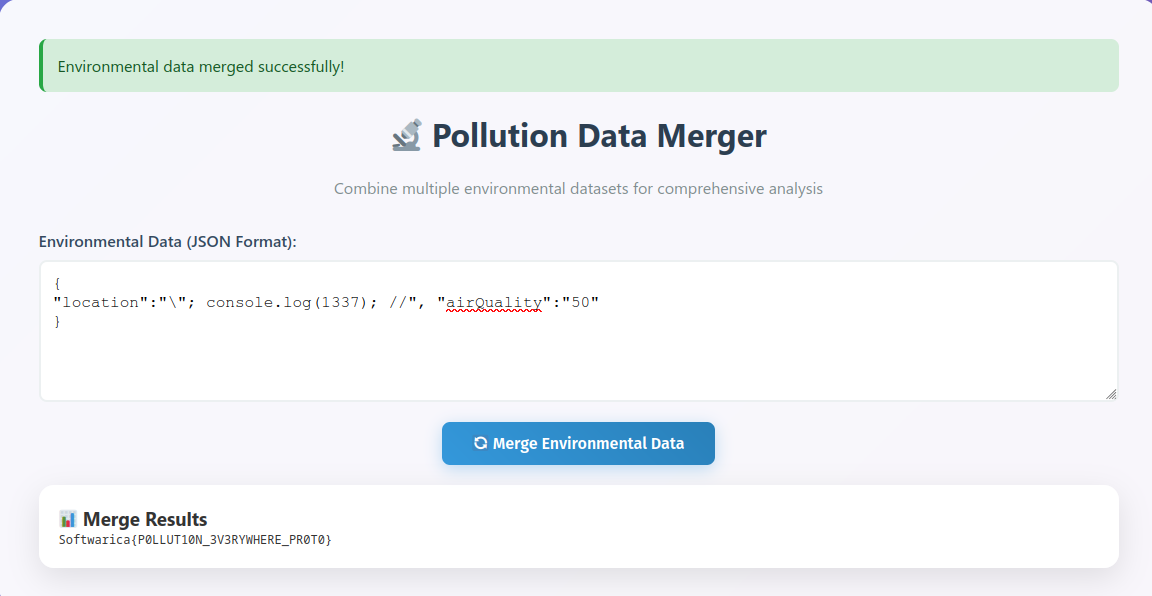 Environmental data merged successfully!
Pollution Data Merger
Combine multiple environmental datasets for comprehensive analysis
Environmental Data (JSON Format):
{
"location":"\"; console.log(1337); //", "airQuality":"50"
}
Merge Environmental Data
Merge Results
Softwarica{P0LLUT10N_3V3RYWHERE_PR0T0}